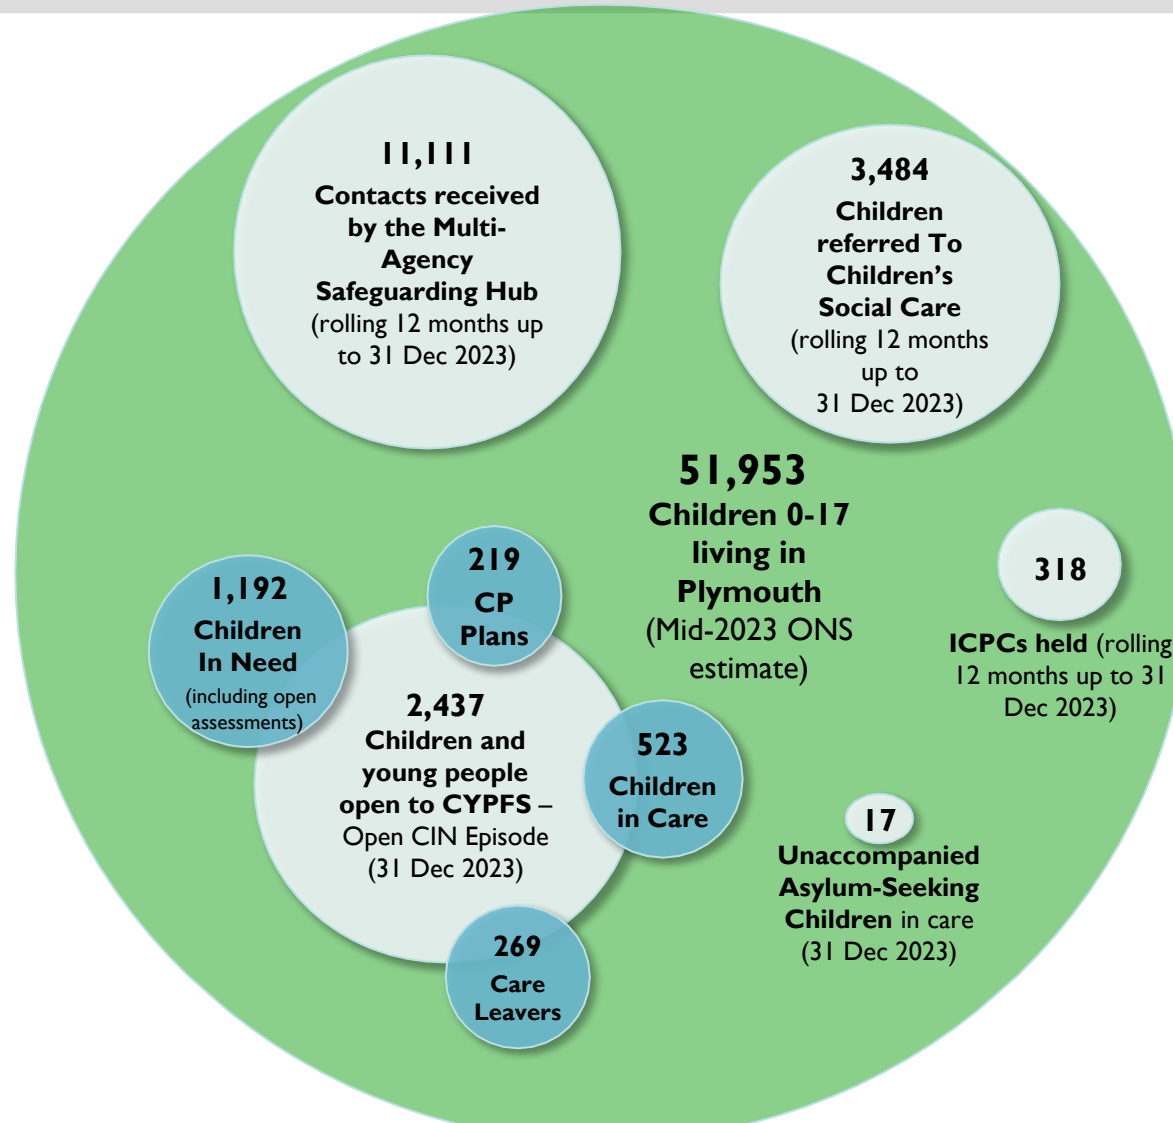 11,111
Contacts received
by the Multi-
Agency
Safeguarding Hub
(rolling 12 months up
to 31 Dec 2023)
3,484
Children
referred To
Children’s
Social Care
(rolling 12 months
up to
31 Dec 2023)
51,953
Children 0-17
living in
Plymouth
(Mid-2023 ONS
estimate)
318
ICPCs held (rolling
12 months up to 31
Dec 2023)
219
CP
Plans
1,192
Children
In Need
(including open
assessments)
2,437
Children and
young people
open to CYPFS –
Open CIN Episode
(31 Dec 2023)
523
Children
in Care
17
Unaccompanied
Asylum-Seeking
Children in care
(31 Dec 2023)
269
Care
Leavers